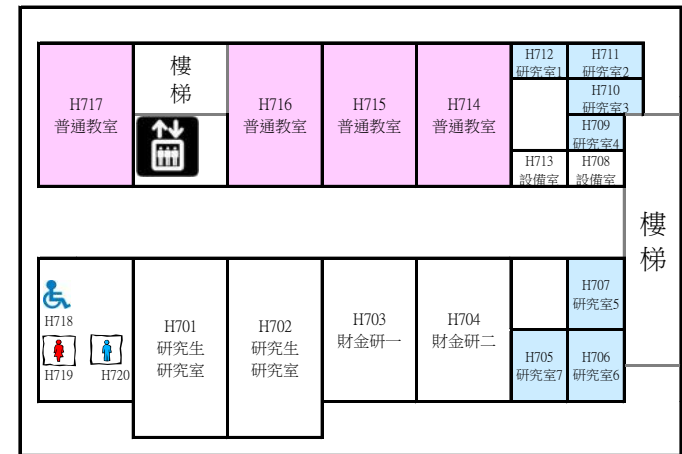 H717
普通教室
樓
梯
H716
普通教室
H715
普通教室
H714
普通教室
H712
研究室1
H711
研究室2
H710
研究室3
H709
研究室4
H713
設備室
H708
設備室
樓
梯
H718
H719
H720
H701
研究生
研究室
H702
研究生
研究室
H703
財金研一
H704
財金研二
H707
研究室5
H705
研究室7
H706
研究室6